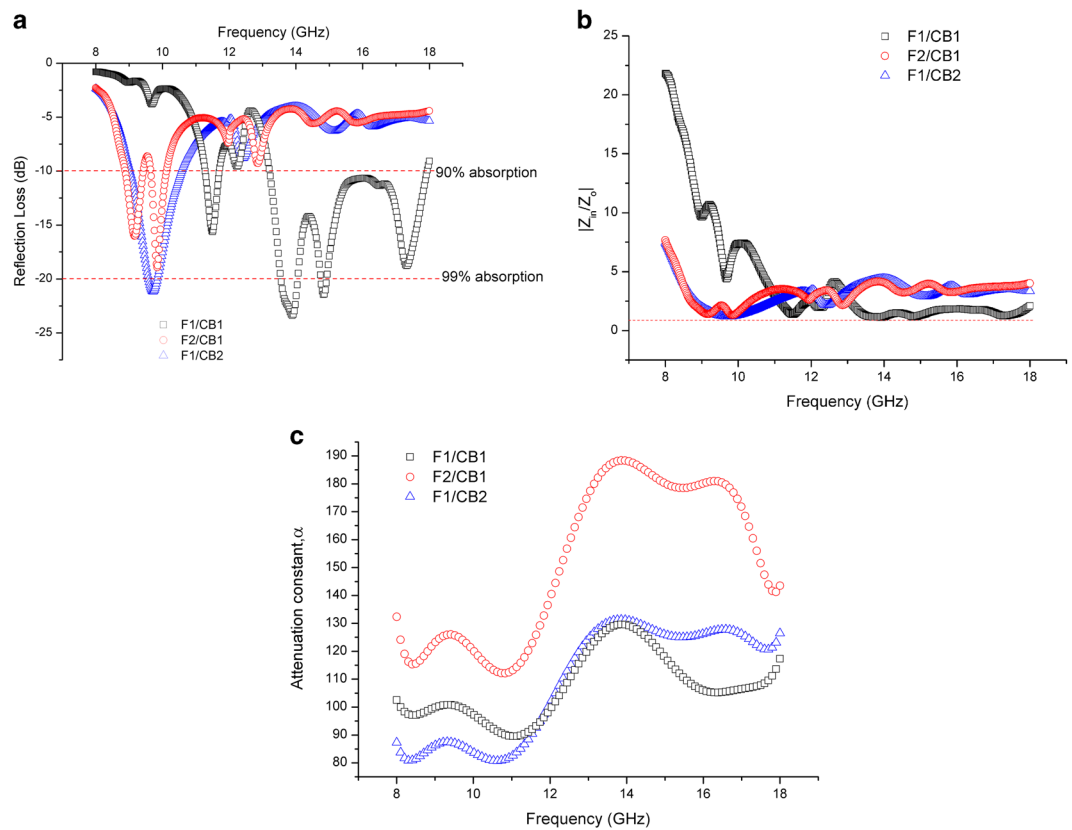 a
Frequency (GHz)
8 10 12 14 16 18
0
-5
-10
-15
-20
-25
Reflection Loss (dB)
90% absorption
99% absorption
F1/CB1
F2/CB1
F1/CB2
b
F1/CB1
F2/CB1
F1/CB2
25
20
15
10
5
0
|Zin/Zo|
8 10 12 14 16 18
Frequency (GHz)
c
F1/CB1
F2/CB1
F1/CB2
190
180
170
160
150
140
130
120
110
100
90
80
Attenuation constant,α
8 10 12 14 16 18
Frequency (GHz)